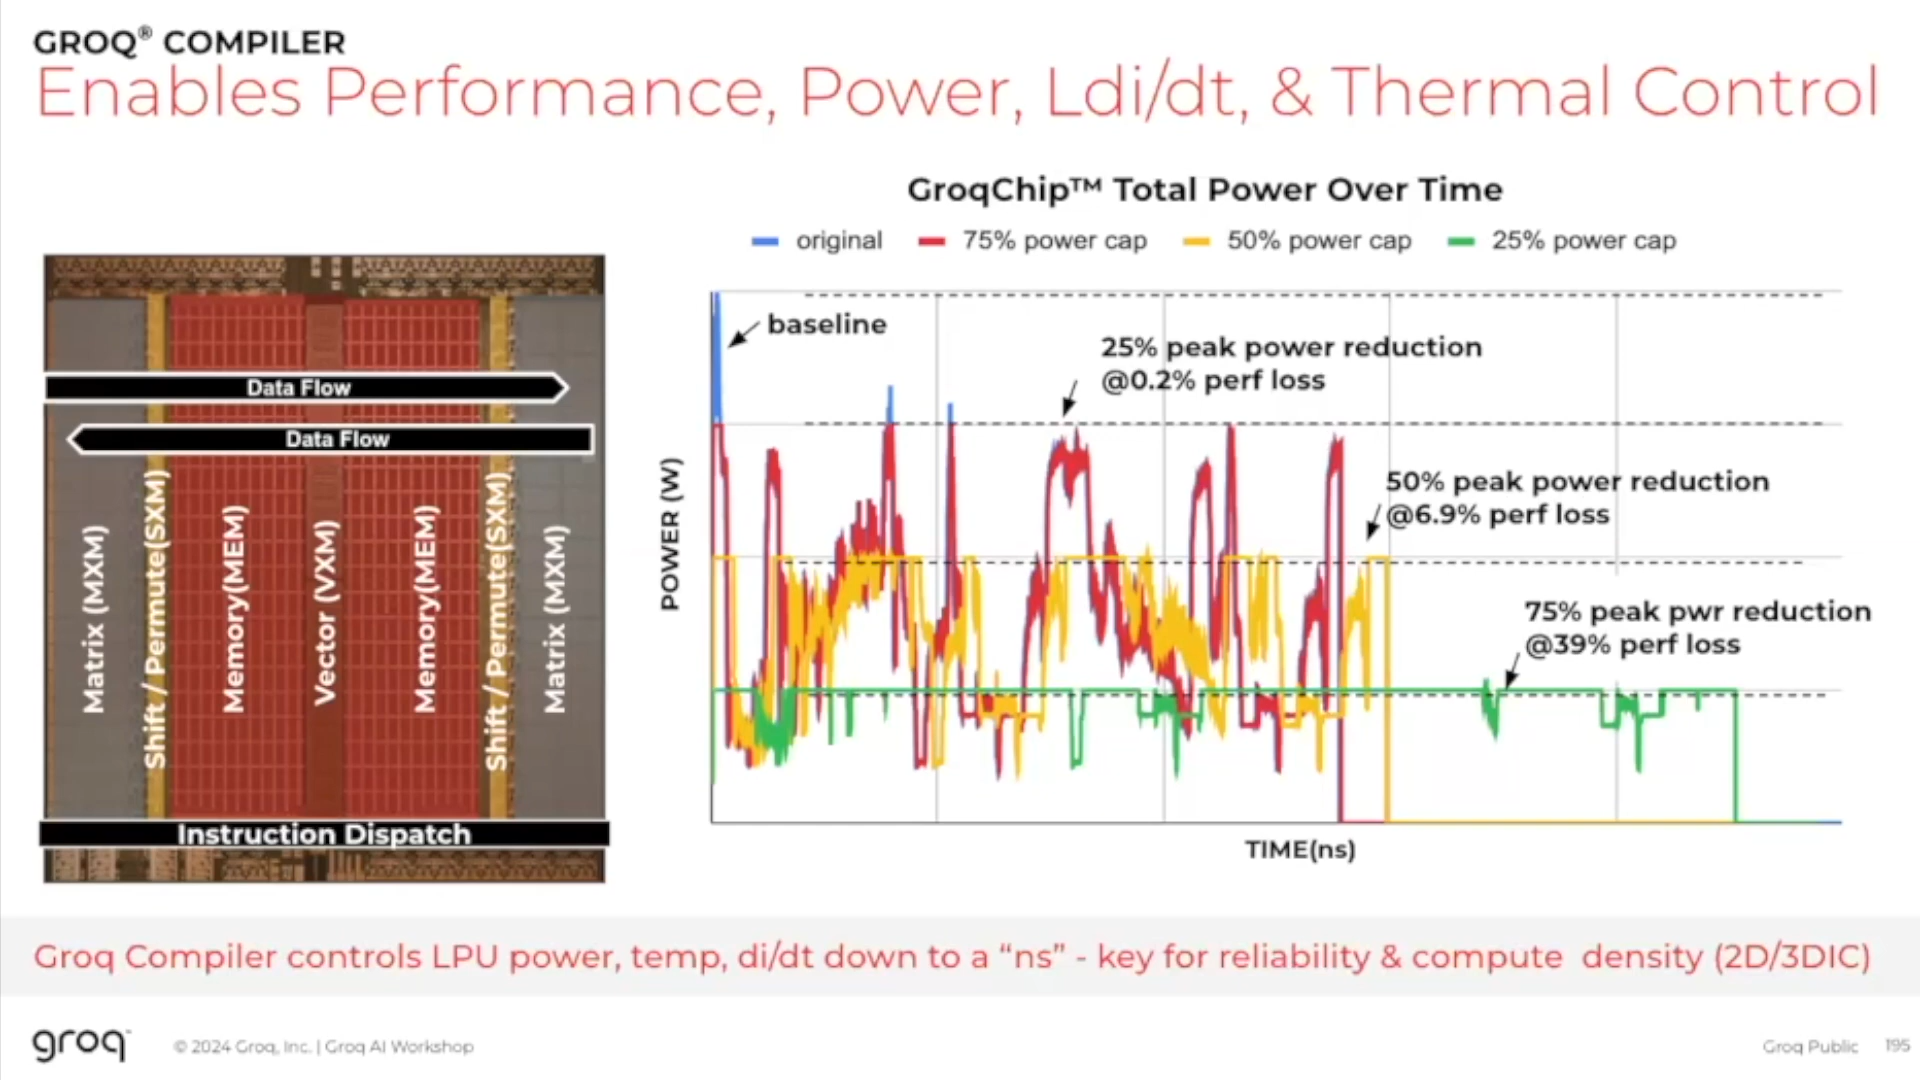 GROQ® COMPILER
Enables Performance, Power, Ldi/dt, & Thermal Control
Data Flow
Data Flow
Matrix (MXM)
Shift / Permute(SXM)
Memory(MEM)
Vector (VXM)
Memory(MEM)
Shift / Permute(SXM)
Matrix (MXM)
Instruction Dispatch
GroqChip™ Total Power Over Time
original
75% power cap
50% power cap
25% power cap
baseline
25% peak power reduction
@0.2% perf loss
50% peak power reduction
@6.9% perf loss
75% peak pwr reduction
@39% perf loss
POWER (W)
TIME(ns)
Groq Compiler controls LPU power, temp, di/dt down to a “ns” - key for reliability & compute density (2D/3DIC)
groq™
© 2024 Groq, Inc. | Groq AI Workshop
Groq Public 195